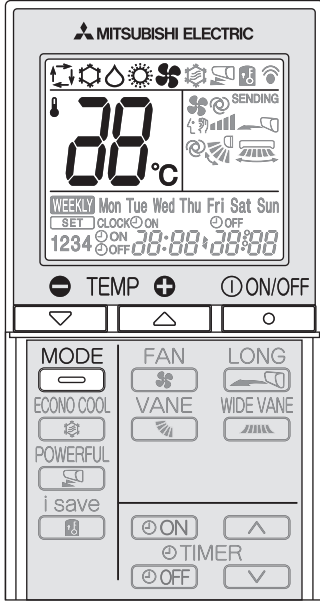 MITSUBISHI ELECTRIC
SENDING
88°C
WEEKLY Mon Tue Wed Thu Fri Sat Sun
SET CLOCK ON OFF
1234 ON OFF 88:88 88:88
TEMP ON/OFF
MODE FAN LONG
ECONO COOL VANE WIDE VANE
POWERFUL
i save
ON
TIMER
OFF